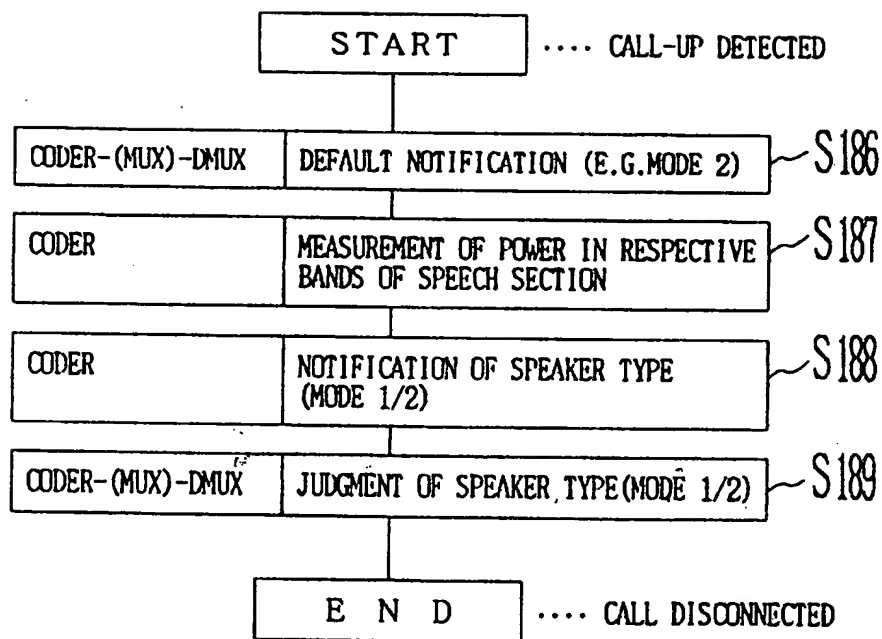 START .... CALL-UP DETECTED
CODER-(MUX)-DMUX DEFAULT NOTIFICATION (E.G.MODE 2) S186
CODER MEASUREMENT OF POWER IN RESPECTIVE S187
BANDS OF SPEECH SECTION
CODER NOTIFICATION OF SPEAKER TYPE S188
(MODE 1/2)
CODER-(MUX)-DMUX JUDGMENT OF SPEAKER TYPE(MODE 1/2) S189
END .... CALL DISCONNECTED